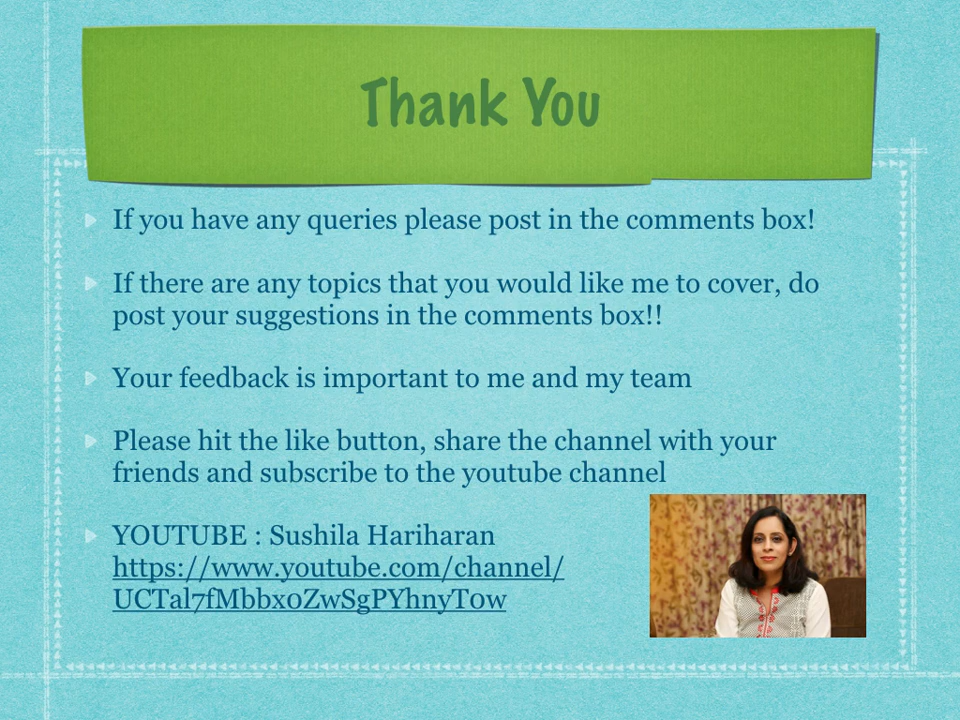 Thank You
If you have any queries please post in the comments box!
If there are any topics that you would like me to cover, do
post your suggestions in the comments box!!
Your feedback is important to me and my team
Please hit the like button, share the channel with your
friends and subscribe to the youtube channel
YOUTUBE : Sushila Hariharan
https://www.youtube.com/channel/
UCTal7fMbbx0ZwSgPYhnyT0w